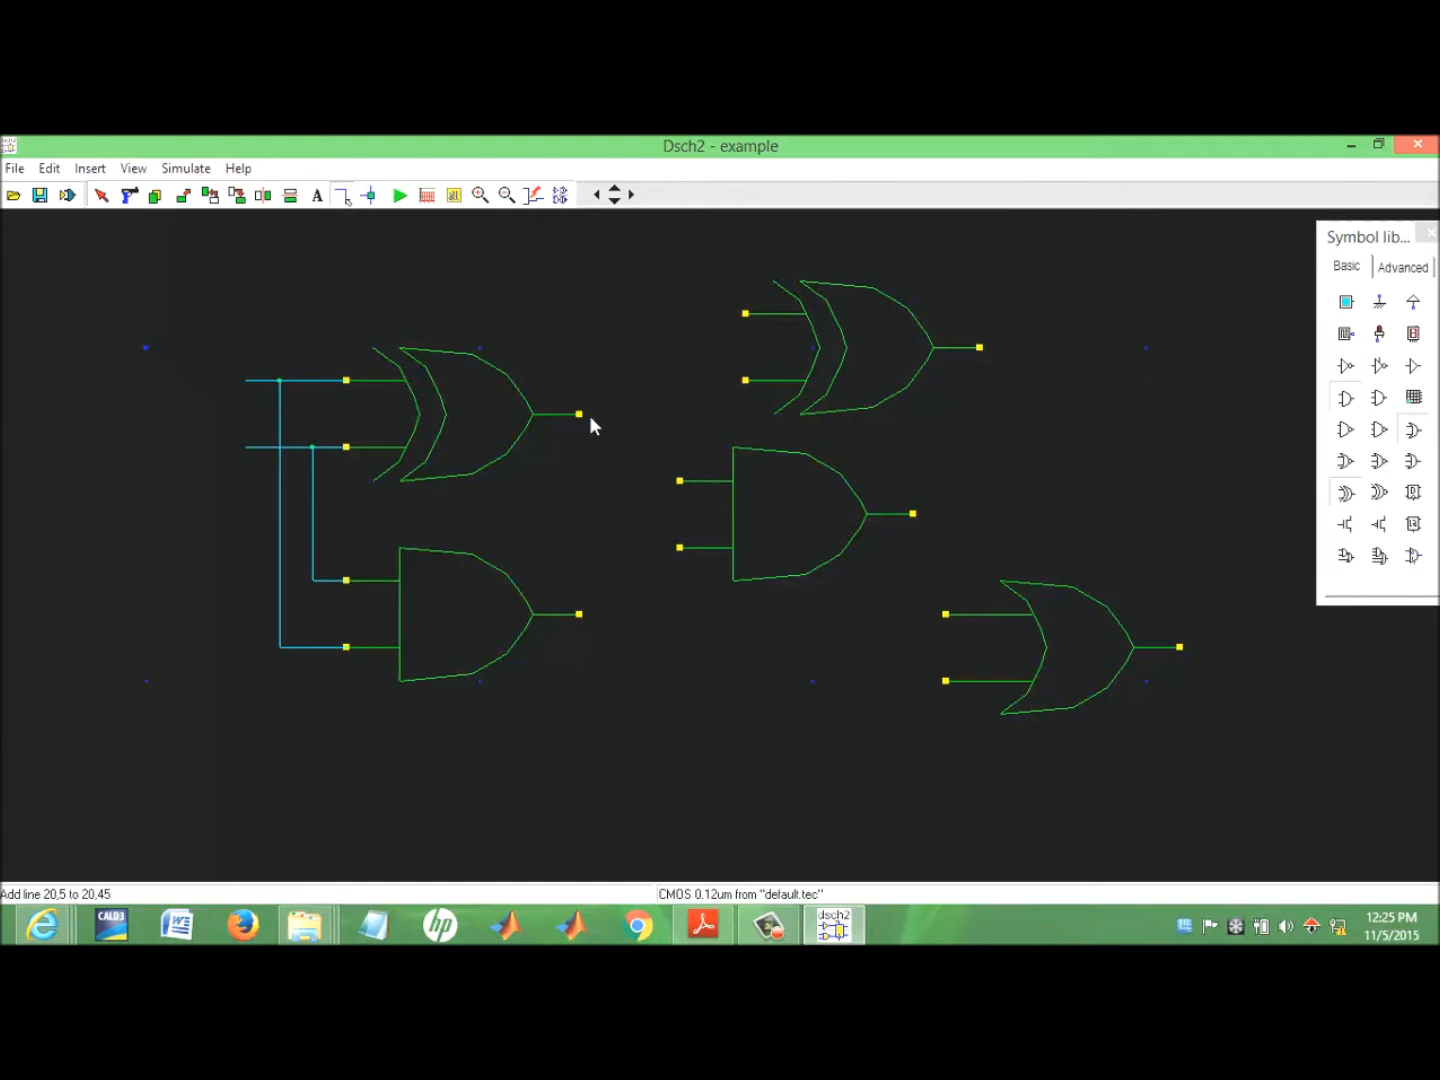 Dsch2 - example
File Edit Insert View Simulate Help
A
Symbol lib...
Basic Advanced
Add line 20,5 to 20,45
CMOS 0.12um from "default.tec"
CALD3
hp
dsch2
12:25 PM
11/5/2015